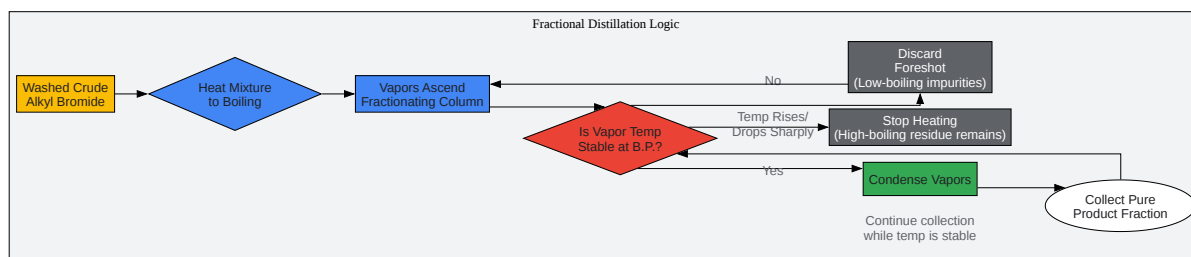 Fractional Distillation Logic
Washed Crude
Alkyl Bromide
Heat Mixture
to Boiling
Vapors Ascend
Fractionating Column
No
Discard
Foreshot
(Low-boiling impurities)
Is Vapor Temp
Stable at B.P.?
Temp Rises/
Drops Sharply
Stop Heating
(High-boiling residue remains)
Yes
Condense Vapors
Collect Pure
Product Fraction
Continue collection
while temp is stable